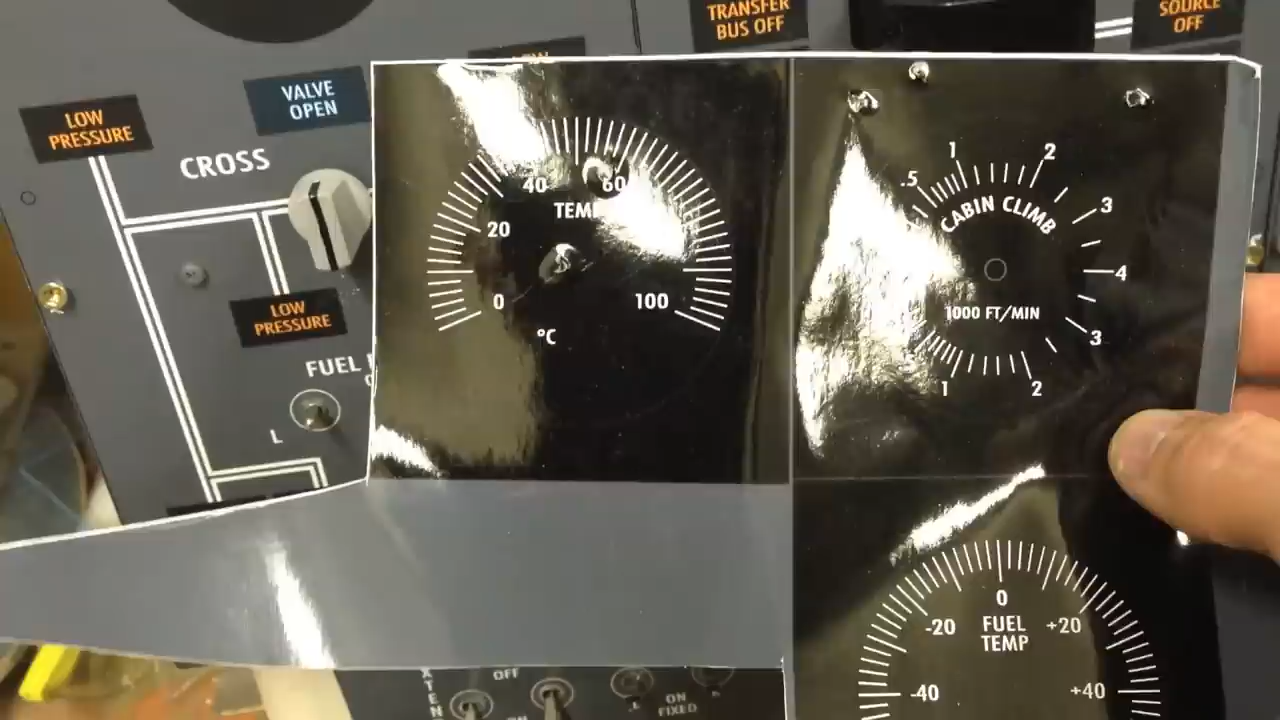 TRANSFER
BUS OFF
SOURCE
OFF
VALVE
OPEN
LOW
PRESSURE
CROSS
LOW
PRESSURE
L
40
60
TEMP
20
0
100
°C
.5
1
2
3
4
CABIN CLIMB
1000 FT/MIN
3
2
1
0
-20
FUEL
TEMP
+20
-40
+40
OFF
ON
FIXED